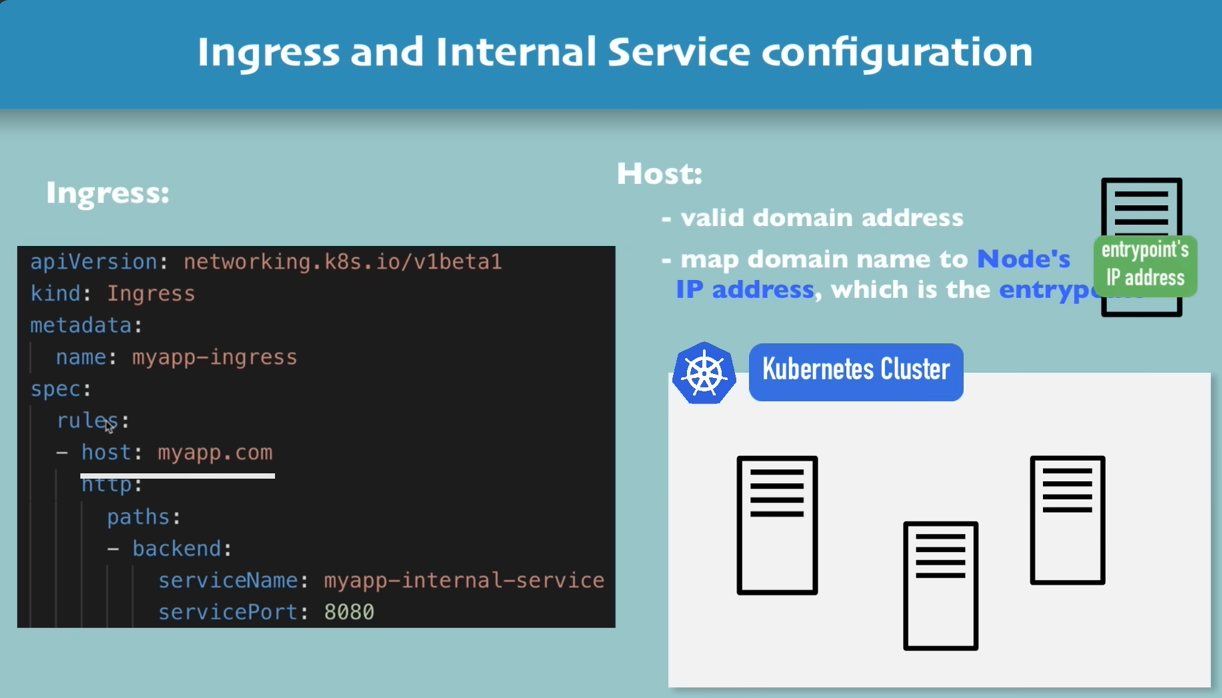 Ingress and Internal Service configuration
Ingress:
apiVersion: networking.k8s.io/v1beta1
kind: Ingress
metadata:
name: myapp-ingress
spec:
rules:
- host: myapp.com
http:
paths:
- backend:
serviceName: myapp-internal-service
servicePort: 8080
Host:
- valid domain address
- map domain name to Node's
IP address, which is the
entrypoint's
IP address
Kubernetes Cluster